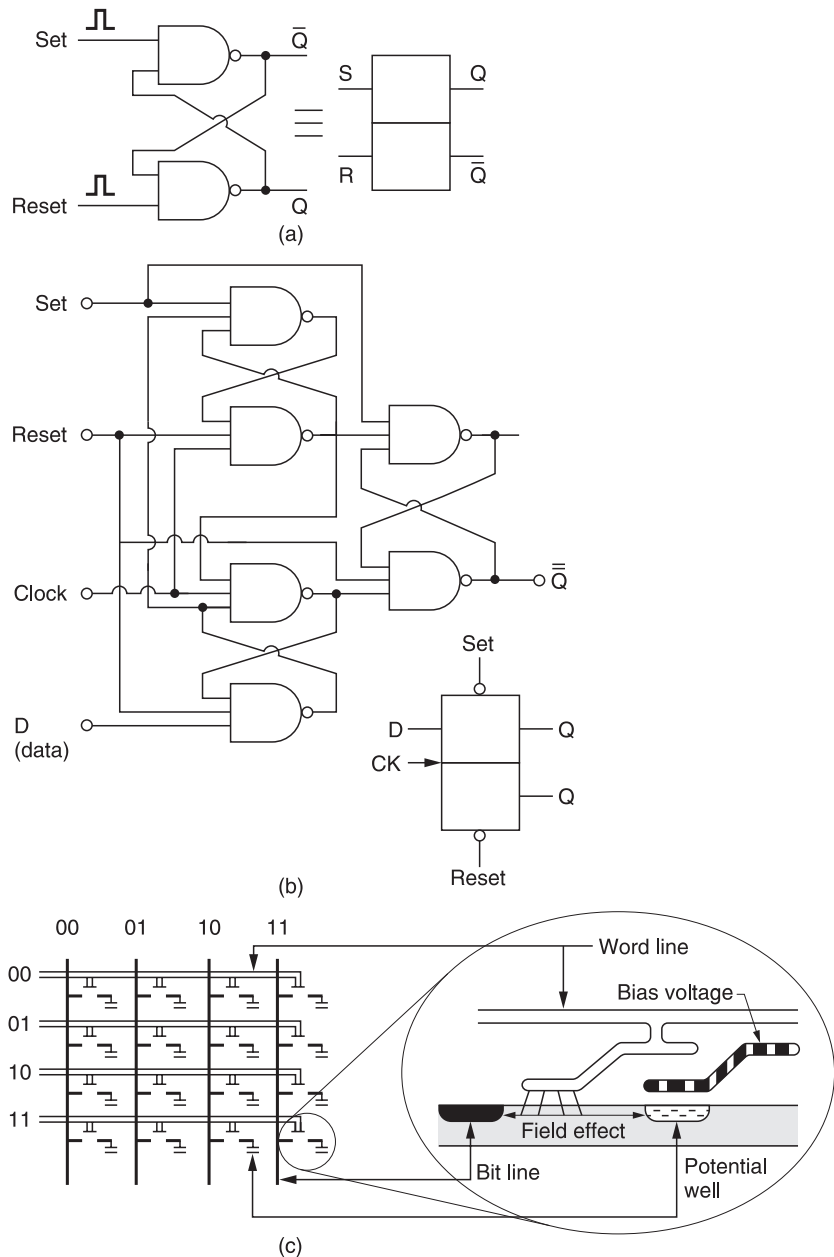 Set
Q̅
S
Q
R
Q̅
Reset
Q
(a)
Set
Reset
Clock
Q̿
Set
D
(data)
D
Q
CK
Q
Reset
(b)
00 01 10 11
Word line
00
Bias voltage
01
10
11
Field effect
Bit line
Potential
well
(c)